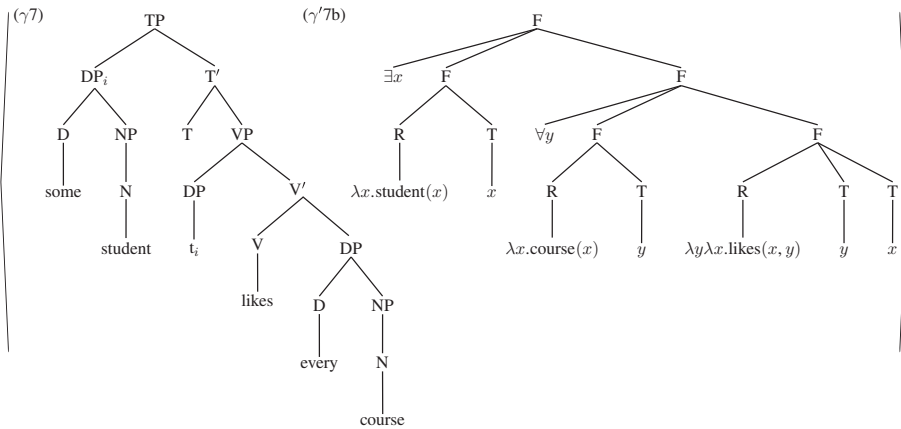 (γ7) TP (γ′7b) F
DPᵢ T′ ∃x F F
D NP T VP R T ∀y F F
some N DP V′ λx.student(x) x R T R T T
student tᵢ V DP λx.course(x) y λyλx.likes(x, y) y x
likes D NP
every N
course